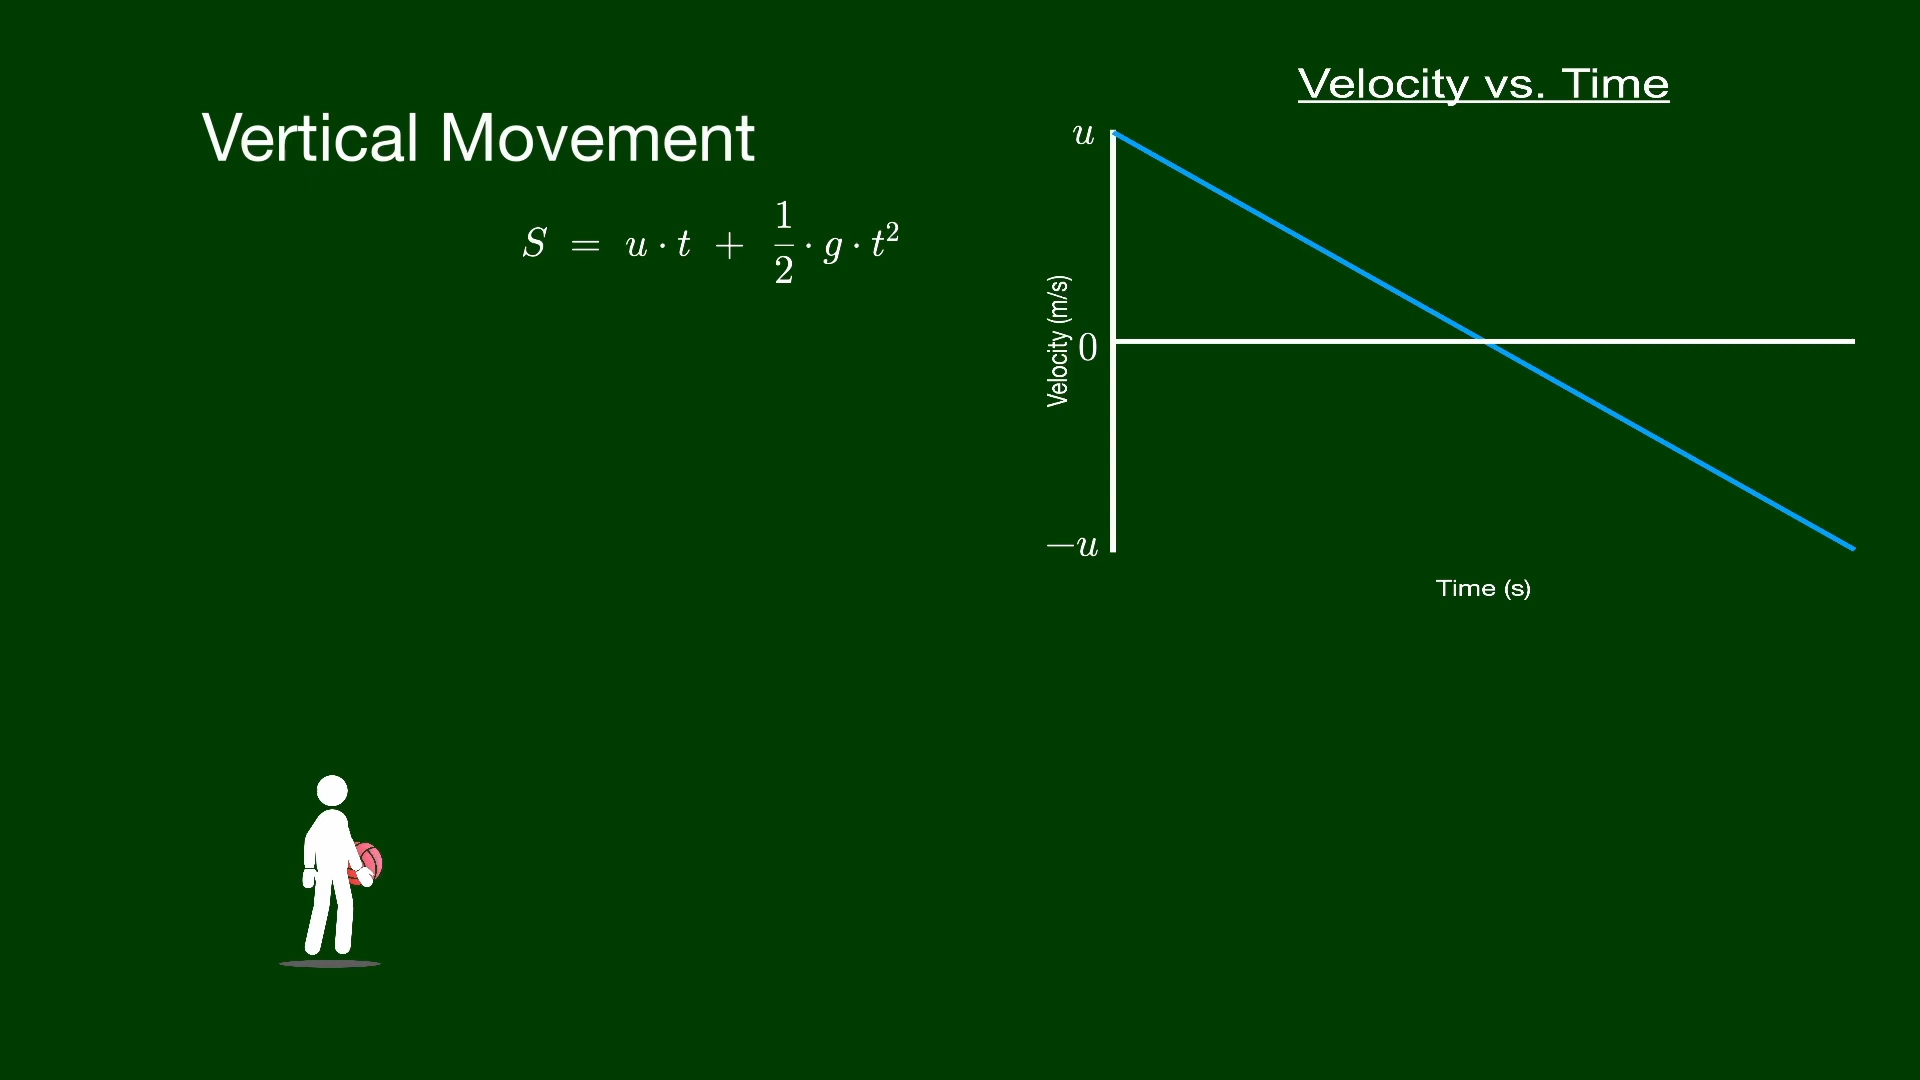 Vertical Movement
S = u · t + 1/2 · g · t²
Velocity vs. Time
u
Velocity (m/s)
0
−u
Time (s)